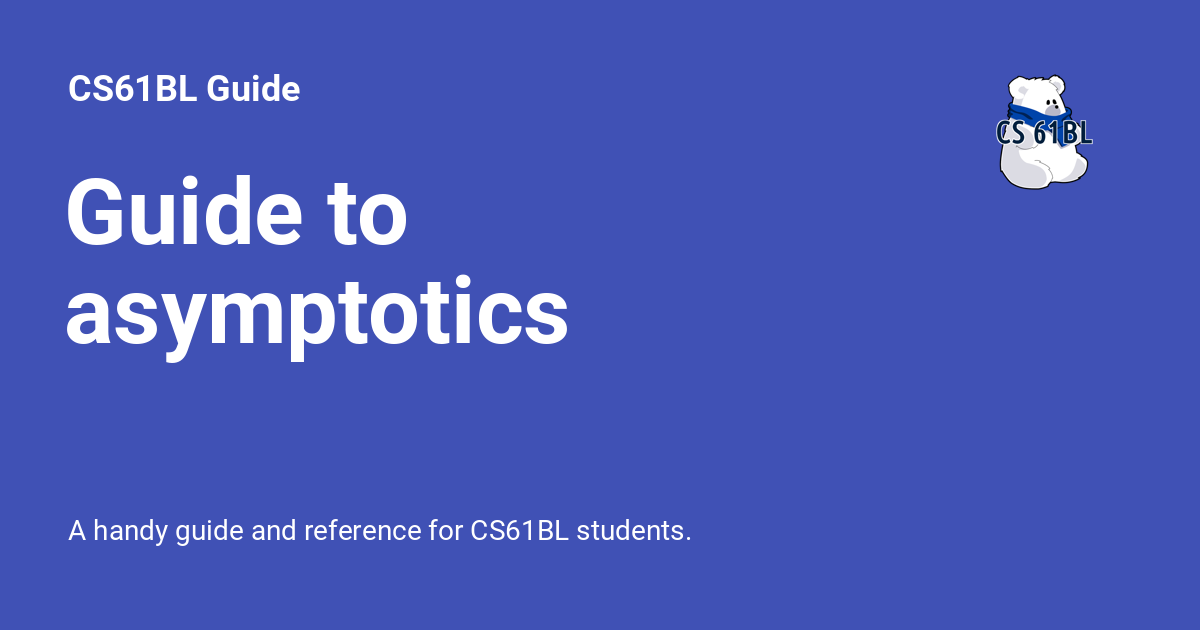 CS61BL Guide
CS 61BL
Guide to
asymptotics
A handy guide and reference for CS61BL students.